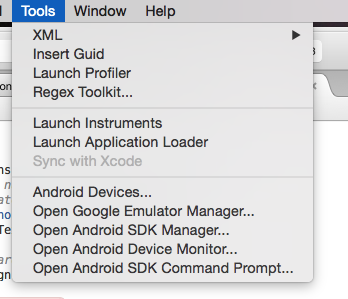 Tools Window Help
XML
Insert Guid
Launch Profiler
Regex Toolkit...
Launch Instruments
Launch Application Loader
Sync with Xcode
Android Devices...
Open Google Emulator Manager...
Open Android SDK Manager...
Open Android Device Monitor...
Open Android SDK Command Prompt...